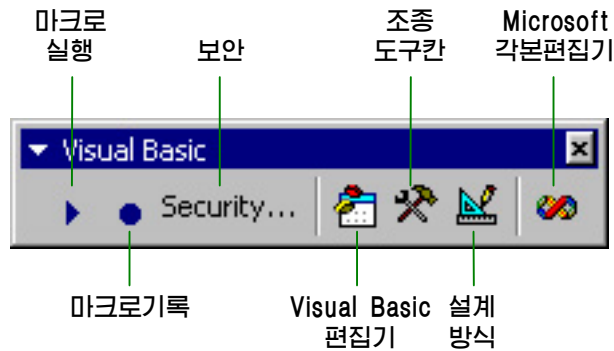 마크로
실행
보안
조종
도구칸
Microsoft
각본편집기
Visual Basic
Security...
마크로기록
Visual Basic
편집기
설계
방식